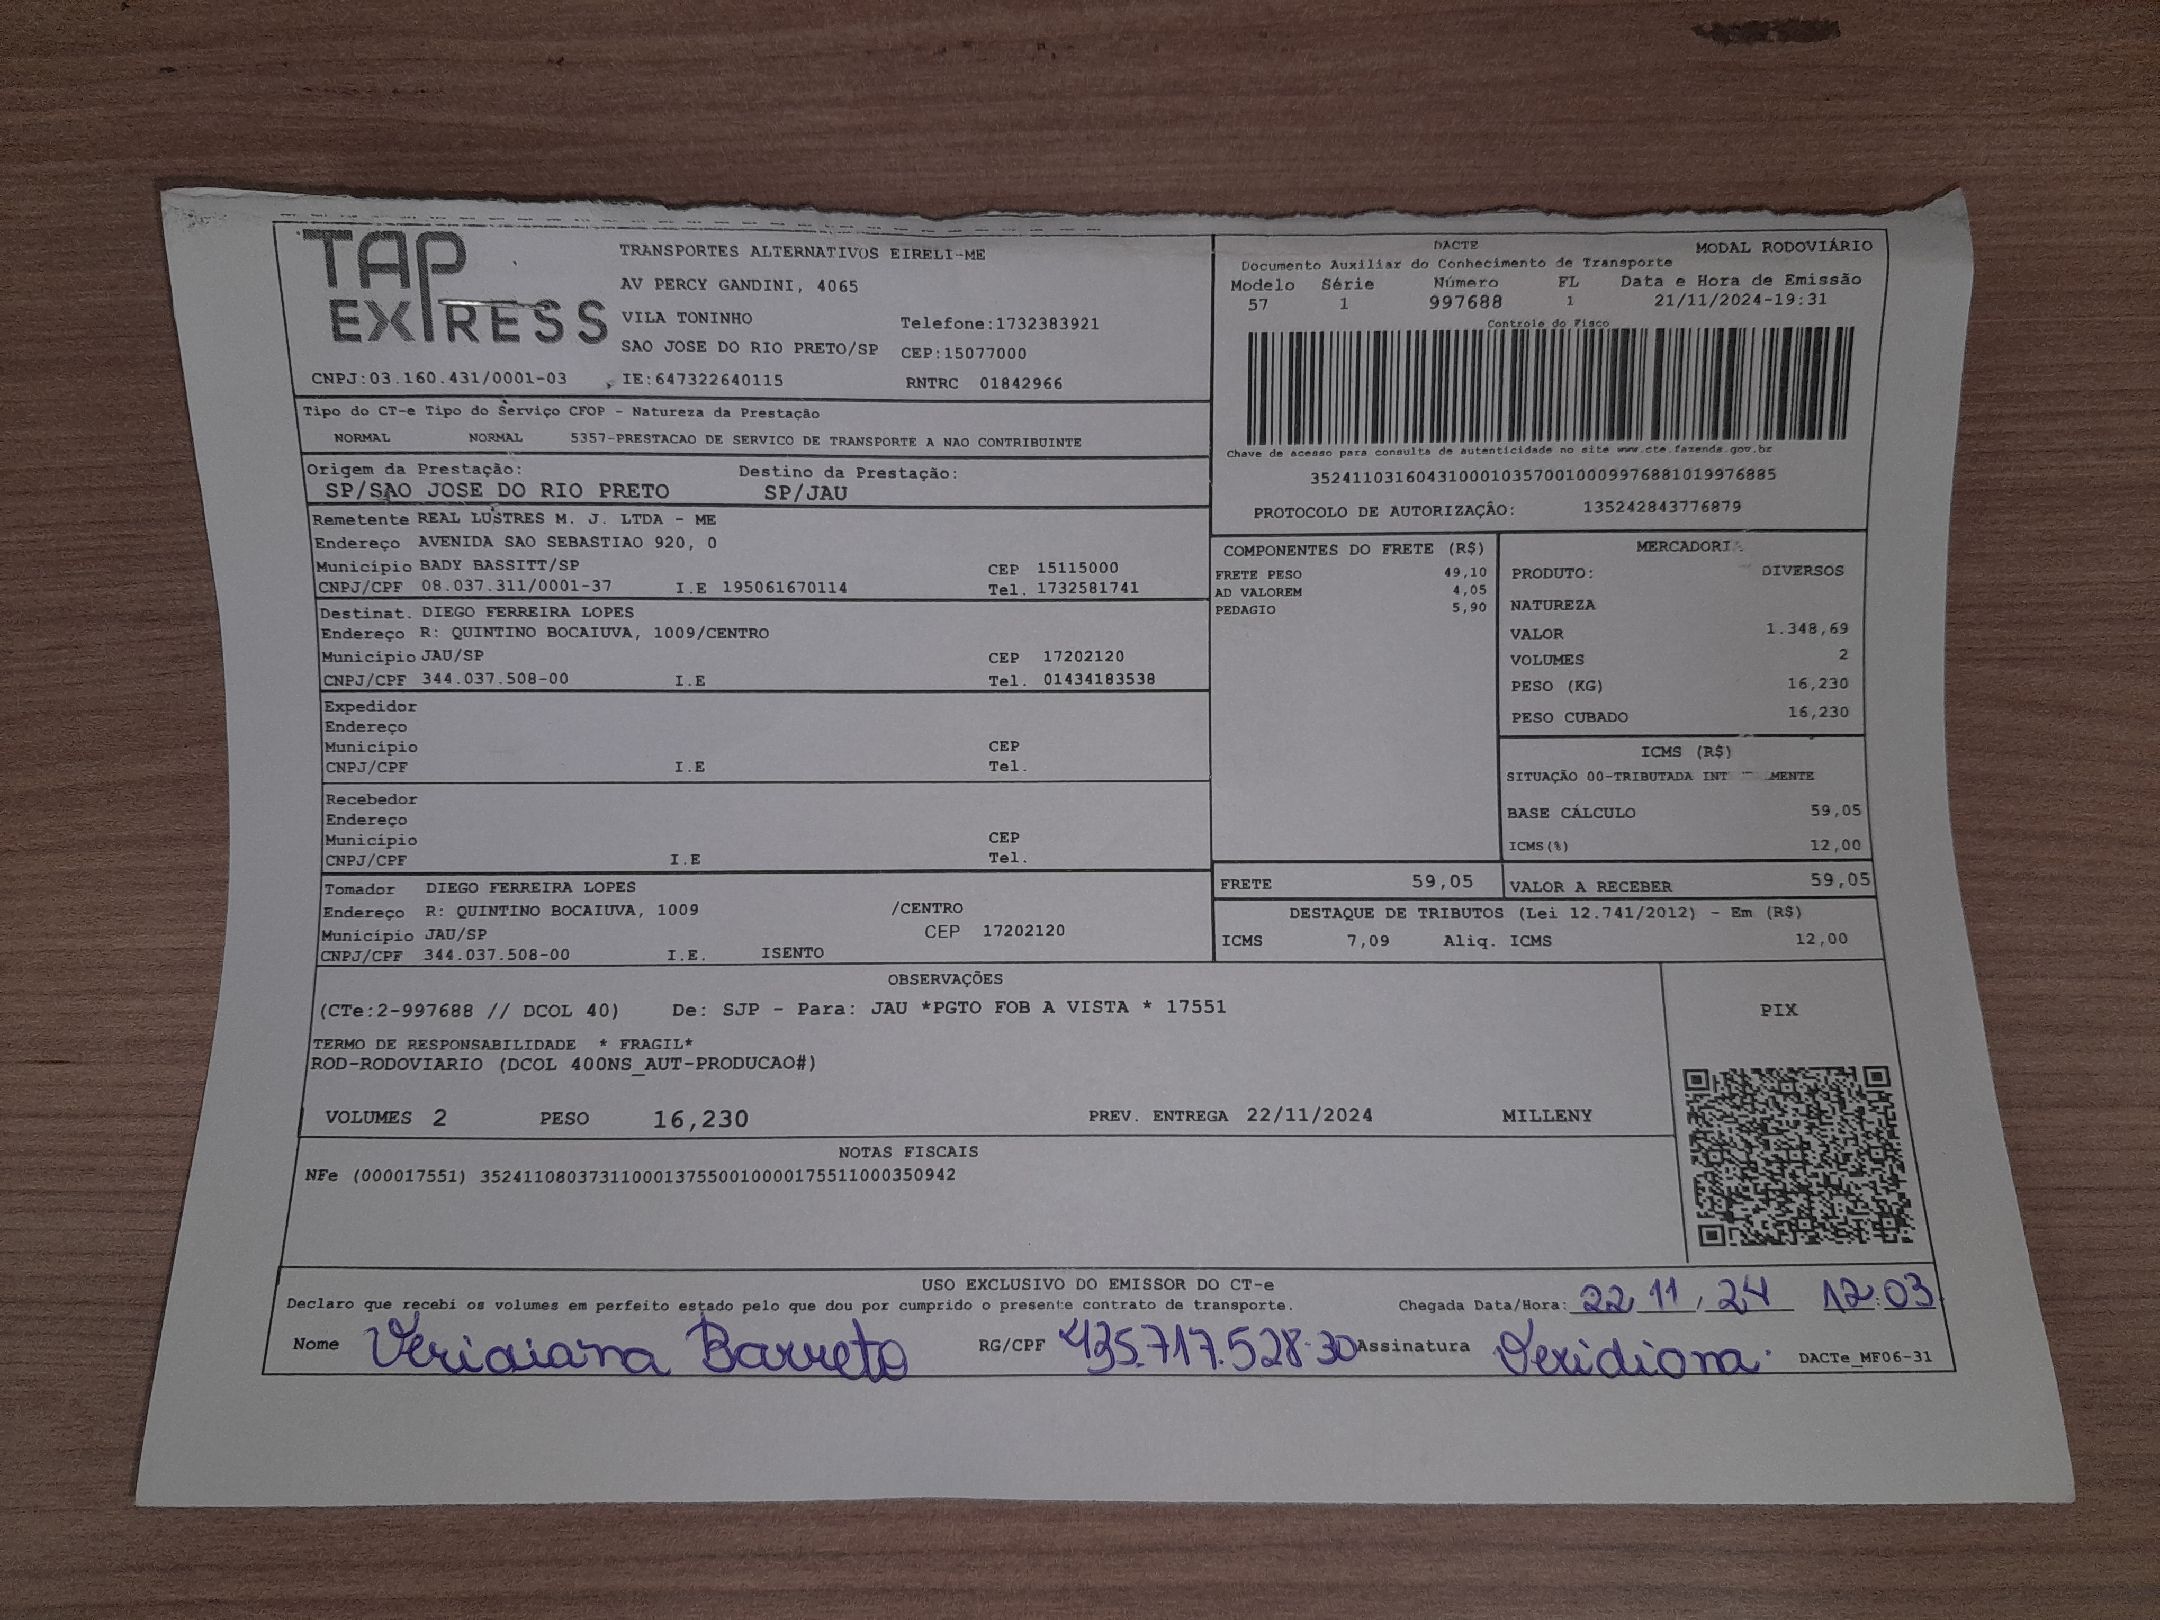 TAP EXPRESS
TRANSPORTES ALTERNATIVOS EIRELI-ME
AV PERCY GANDINI, 4065
VILA TONINHO Telefone:1732383921
SAO JOSE DO RIO PRETO/SP CEP:15077000
CNPJ:03.160.431/0001-03 IE:647322640115 RNTRC 01842966
DACTE MODAL RODOVIÁRIO
Documento Auxiliar do Conhecimento de Transporte
Modelo Série Número FL Data e Hora de Emissão
57 1 997688 1 21/11/2024-19:31
Controle do Fisco
Chave de acesso para consulta de autenticidade no site www.cte.fazenda.gov.br
35241103160431000103570010009976881019976885
PROTOCOLO DE AUTORIZAÇÃO: 135242843776879
Tipo do CT-e Tipo do Serviço CFOP - Natureza da Prestação
NORMAL NORMAL 5357-PRESTACAO DE SERVICO DE TRANSPORTE A NAO CONTRIBUINTE
Origem da Prestação: Destino da Prestação:
SP/SAO JOSE DO RIO PRETO SP/JAU
Remetente REAL LUSTRES M. J. LTDA - ME
Endereço AVENIDA SAO SEBASTIAO 920, 0
Município BADY BASSITT/SP CEP 15115000
CNPJ/CPF 08.037.311/0001-37 I.E 195061670114 Tel. 1732581741
Destinat. DIEGO FERREIRA LOPES
Endereço R: QUINTINO BOCAIUVA, 1009/CENTRO
Município JAU/SP CEP 17202120
CNPJ/CPF 344.037.508-00 I.E Tel. 01434183538
Expedidor
Endereço
Município CEP
CNPJ/CPF I.E Tel.
Recebedor
Endereço
Município CEP
CNPJ/CPF I.E Tel.
Tomador DIEGO FERREIRA LOPES
Endereço R: QUINTINO BOCAIUVA, 1009 /CENTRO
Município JAU/SP CEP 17202120
CNPJ/CPF 344.037.508-00 I.E. ISENTO
COMPONENTES DO FRETE (R$)
FRETE PESO 49,10
AD VALOREM 4,05
PEDAGIO 5,90
MERCADORI
PRODUTO: DIVERSOS
NATUREZA
VALOR 1.348,69
VOLUMES 2
PESO (KG) 16,230
PESO CUBADO 16,230
ICMS (R$)
SITUAÇÃO 00-TRIBUTADA INT LMENTE
BASE CÁLCULO 59,05
ICMS(%) 12,00
FRETE 59,05 VALOR A RECEBER 59,05
DESTAQUE DE TRIBUTOS (Lei 12.741/2012) - Em (R$)
ICMS 7,09 Aliq. ICMS 12,00
OBSERVAÇÕES
(CTe:2-997688 // DCOL 40) De: SJP - Para: JAU *PGTO FOB A VISTA * 17551
TERMO DE RESPONSABILIDADE * FRAGIL*
ROD-RODOVIARIO (DCOL 400NS_AUT-PRODUCAO#)
VOLUMES 2 PESO 16,230 PREV. ENTREGA 22/11/2024 MILLENY
PIX
NOTAS FISCAIS
NFe (000017551) 35241108037311000137550010000175511000350942
USO EXCLUSIVO DO EMISSOR DO CT-e
Declaro que recebi os volumes em perfeito estado pelo que dou por cumprido o presente contrato de transporte. Chegada Data/Hora: 22 11 / 24 12:03
Nome Veridiana Barreto RG/CPF 435.717.528-30 Assinatura Veridiana DACTe_MF06-31